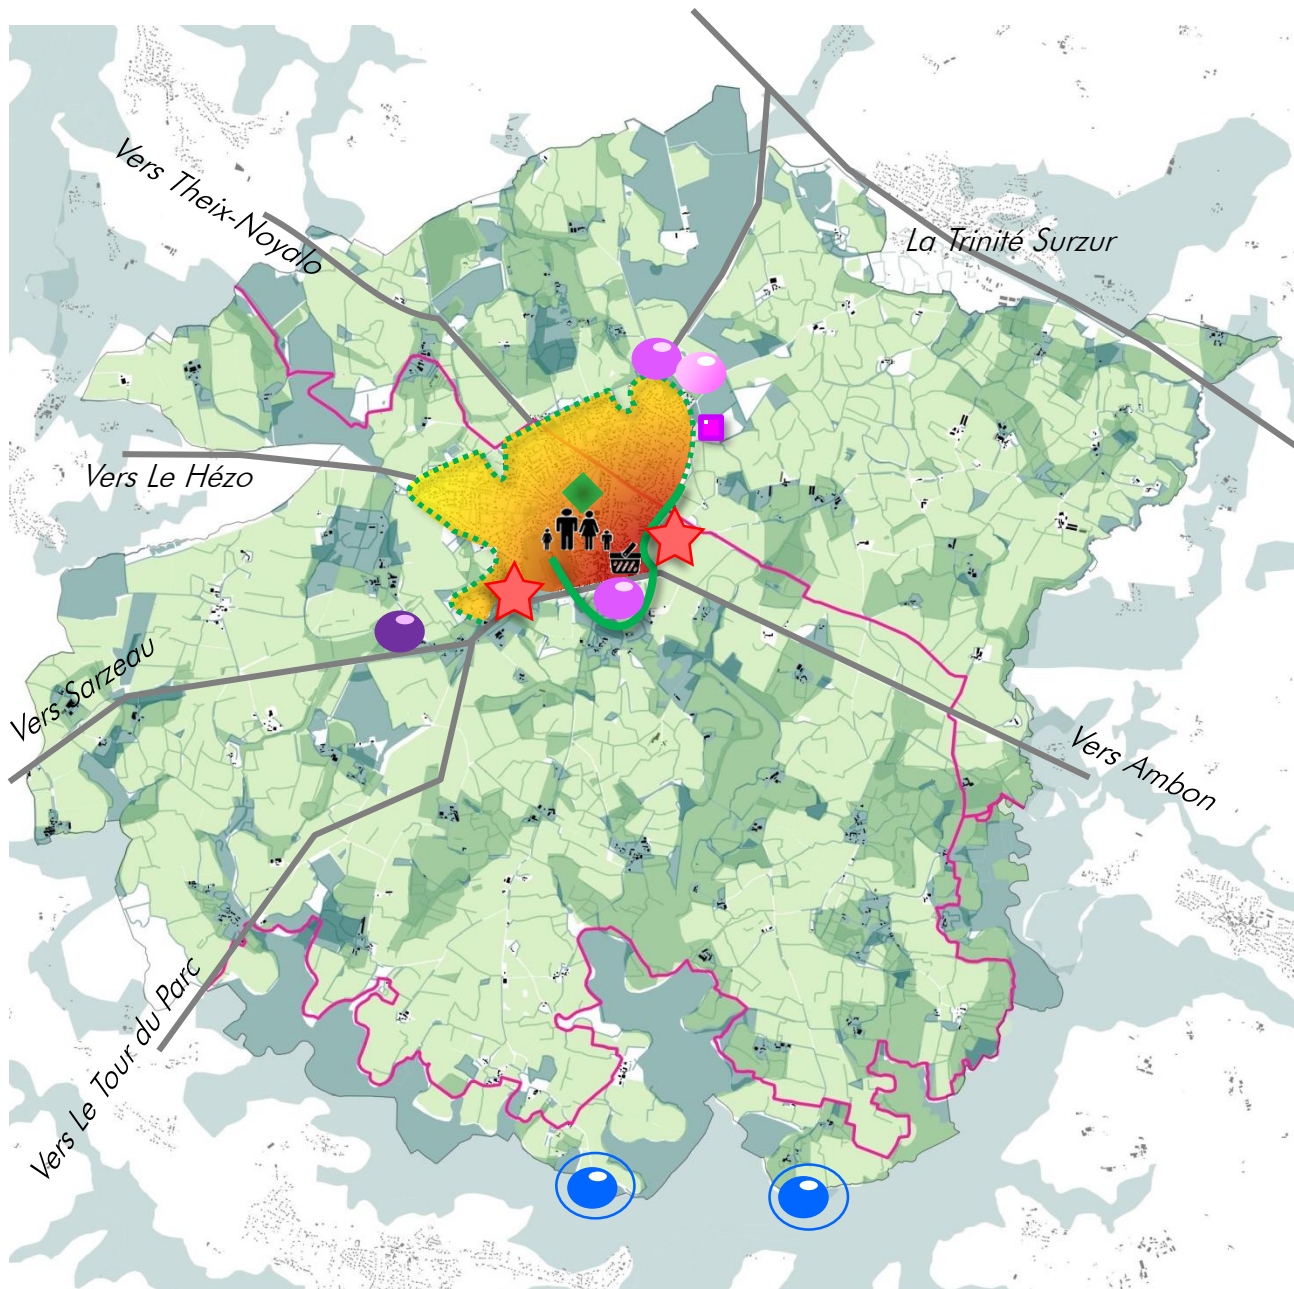 Vers Theix-Noyalo
La Trinité Surzur
Vers Le Hézo
Vers Sarzeau
Vers Ambon
Vers Le Tour du Parc